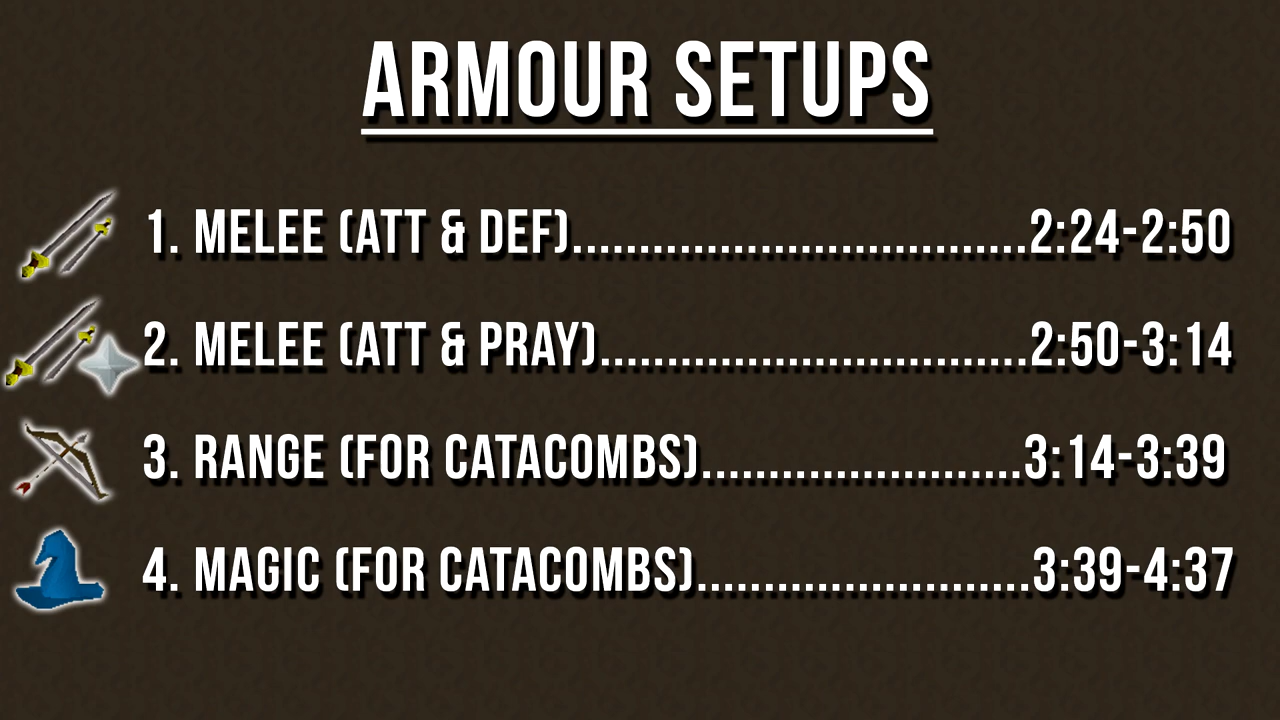 ARMOUR SETUPS
1. MELEE (ATT & DEF)..................................2:24-2:50
2. MELEE (ATT & PRAY)................................2:50-3:14
3. RANGE (FOR CATACOMBS)........................3:14-3:39
4. MAGIC (FOR CATACOMBS).........................3:39-4:37